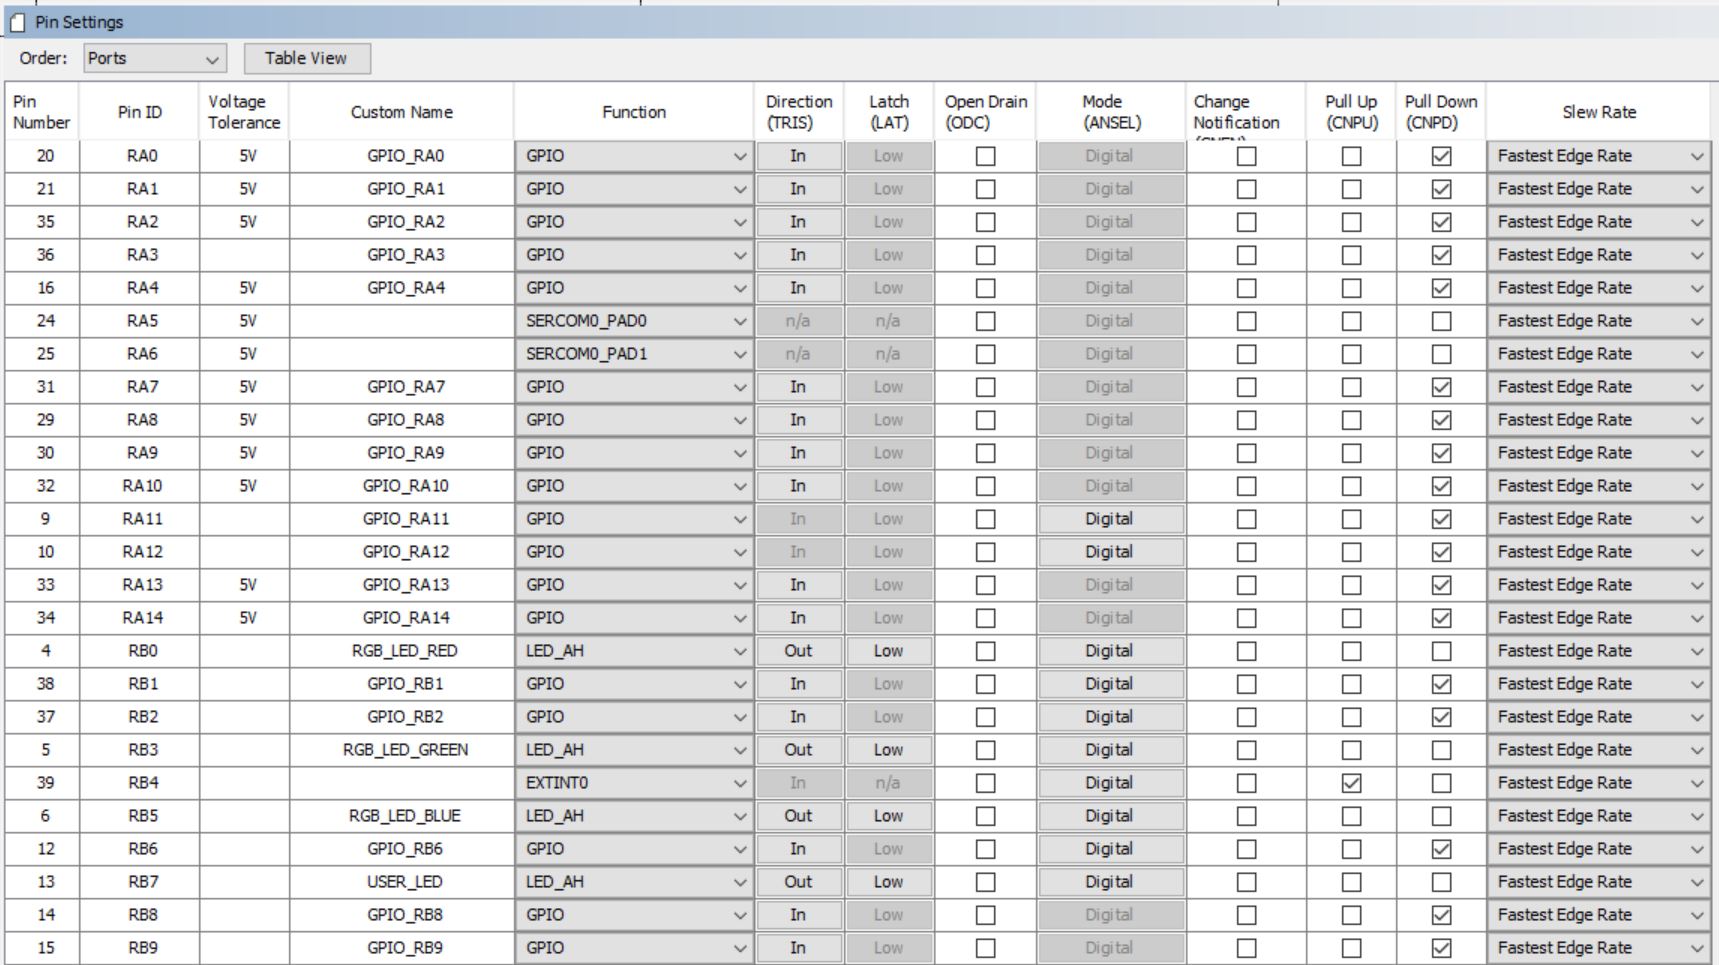 Pin Settings
Order: Ports Table View
Pin Number Pin ID Voltage Tolerance Custom Name Function Direction (TRIS) Latch (LAT) Open Drain (ODC) Mode (ANSEL) Change Notification Pull Up (CNPU) Pull Down (CNPD) Slew Rate
20 RA0 5V GPIO_RA0 GPIO In Low Digital Fastest Edge Rate
21 RA1 5V GPIO_RA1 GPIO In Low Digital Fastest Edge Rate
35 RA2 5V GPIO_RA2 GPIO In Low Digital Fastest Edge Rate
36 RA3 GPIO_RA3 GPIO In Low Digital Fastest Edge Rate
16 RA4 5V GPIO_RA4 GPIO In Low Digital Fastest Edge Rate
24 RA5 5V SERCOM0_PAD0 n/a n/a Digital Fastest Edge Rate
25 RA6 5V SERCOM0_PAD1 n/a n/a Digital Fastest Edge Rate
31 RA7 5V GPIO_RA7 GPIO In Low Digital Fastest Edge Rate
29 RA8 5V GPIO_RA8 GPIO In Low Digital Fastest Edge Rate
30 RA9 5V GPIO_RA9 GPIO In Low Digital Fastest Edge Rate
32 RA10 5V GPIO_RA10 GPIO In Low Digital Fastest Edge Rate
9 RA11 GPIO_RA11 GPIO In Low Digital Fastest Edge Rate
10 RA12 GPIO_RA12 GPIO In Low Digital Fastest Edge Rate
33 RA13 5V GPIO_RA13 GPIO In Low Digital Fastest Edge Rate
34 RA14 5V GPIO_RA14 GPIO In Low Digital Fastest Edge Rate
4 RB0 RGB_LED_RED LED_AH Out Low Digital Fastest Edge Rate
38 RB1 GPIO_RB1 GPIO In Low Digital Fastest Edge Rate
37 RB2 GPIO_RB2 GPIO In Low Digital Fastest Edge Rate
5 RB3 RGB_LED_GREEN LED_AH Out Low Digital Fastest Edge Rate
39 RB4 EXTINT0 In n/a Digital Fastest Edge Rate
6 RB5 RGB_LED_BLUE LED_AH Out Low Digital Fastest Edge Rate
12 RB6 GPIO_RB6 GPIO In Low Digital Fastest Edge Rate
13 RB7 USER_LED LED_AH Out Low Digital Fastest Edge Rate
14 RB8 GPIO_RB8 GPIO In Low Digital Fastest Edge Rate
15 RB9 GPIO_RB9 GPIO In Low Digital Fastest Edge Rate